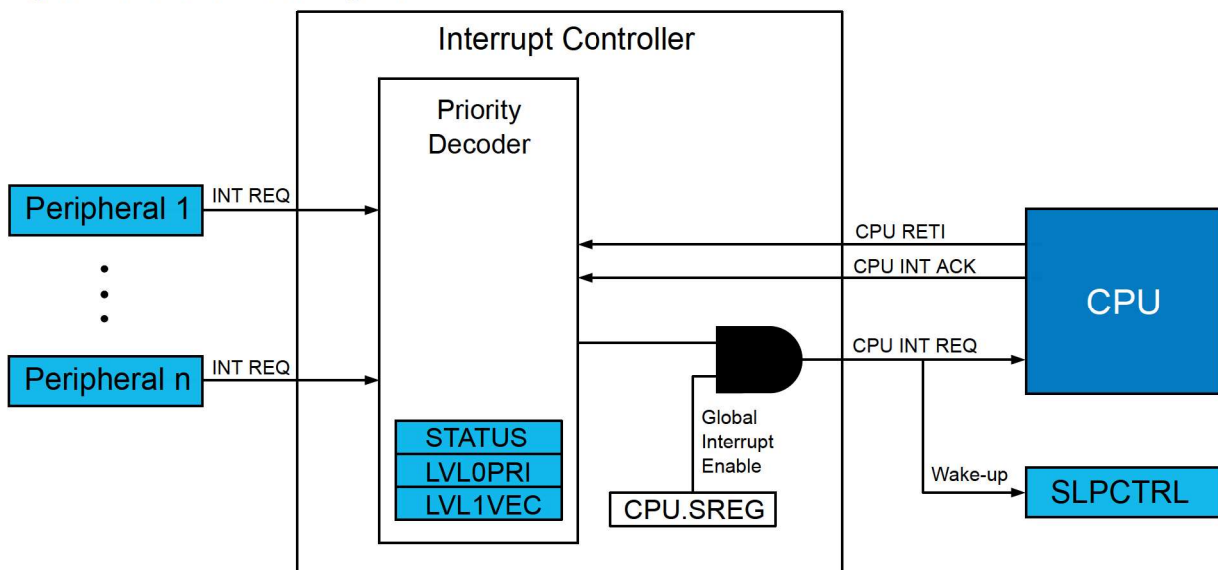 Interrupt Controller
Priority
Decoder
Peripheral 1
INT REQ
Peripheral n
INT REQ
STATUS
LVL0PRI
LVL1VEC
CPU RETI
CPU INT ACK
CPU INT REQ
CPU
Global
Interrupt
Enable
CPU.SREG
Wake-up
SLPCTRL